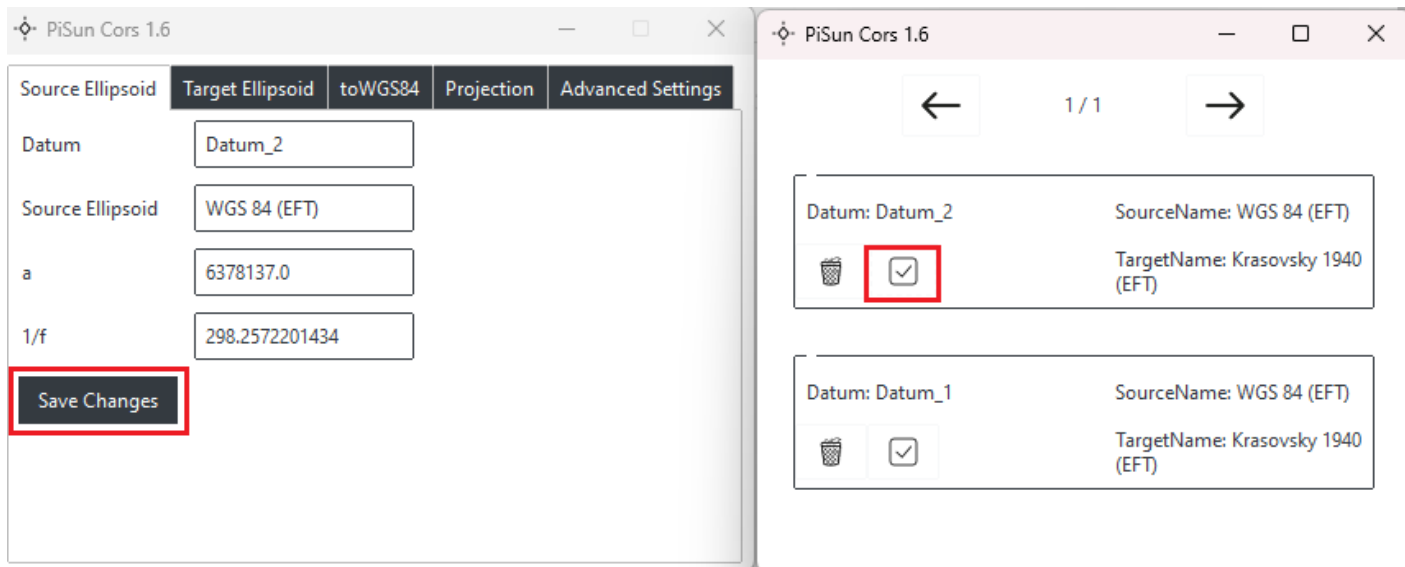 PiSun Cors 1.6
Source Ellipsoid Target Ellipsoid toWGS84 Projection Advanced Settings
Datum Datum_2
Source Ellipsoid WGS 84 (EFT)
a 6378137.0
1/f 298.2572201434
Save Changes
PiSun Cors 1.6
1 / 1
Datum: Datum_2 SourceName: WGS 84 (EFT)
TargetName: Krasovsky 1940
(EFT)
Datum: Datum_1 SourceName: WGS 84 (EFT)
TargetName: Krasovsky 1940
(EFT)